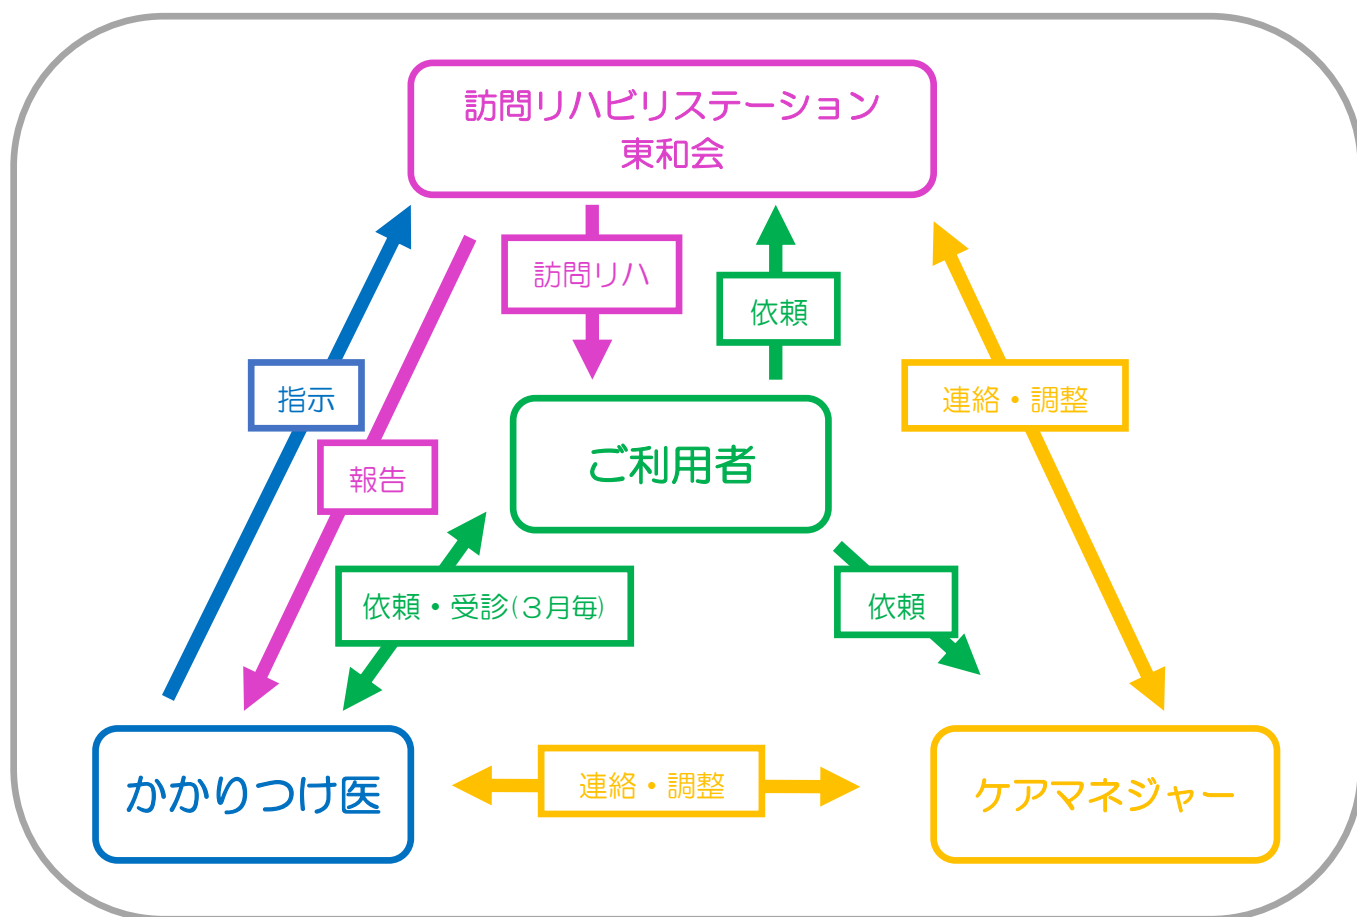 訪問リハビリステーション
東和会
訪問リハ
依頼
指示
連絡・調整
報告
ご利用者
依頼・受診(３月毎)
依頼
かかりつけ医
連絡・調整
ケアマネジャー